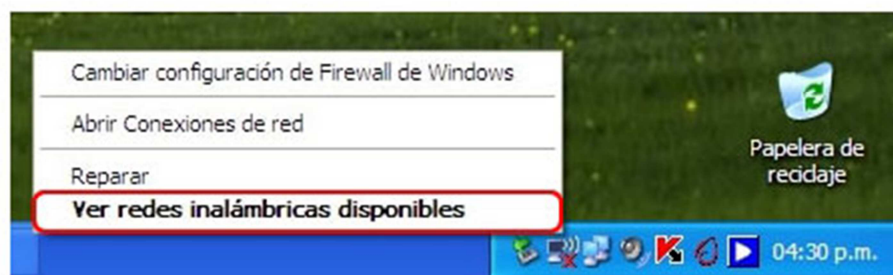 Cambiar configuración de Firewall de Windows
Abrir Conexiones de red
Reparar
Ver redes inalámbricas disponibles
Papelera de
reciclaje
04:30 p.m.